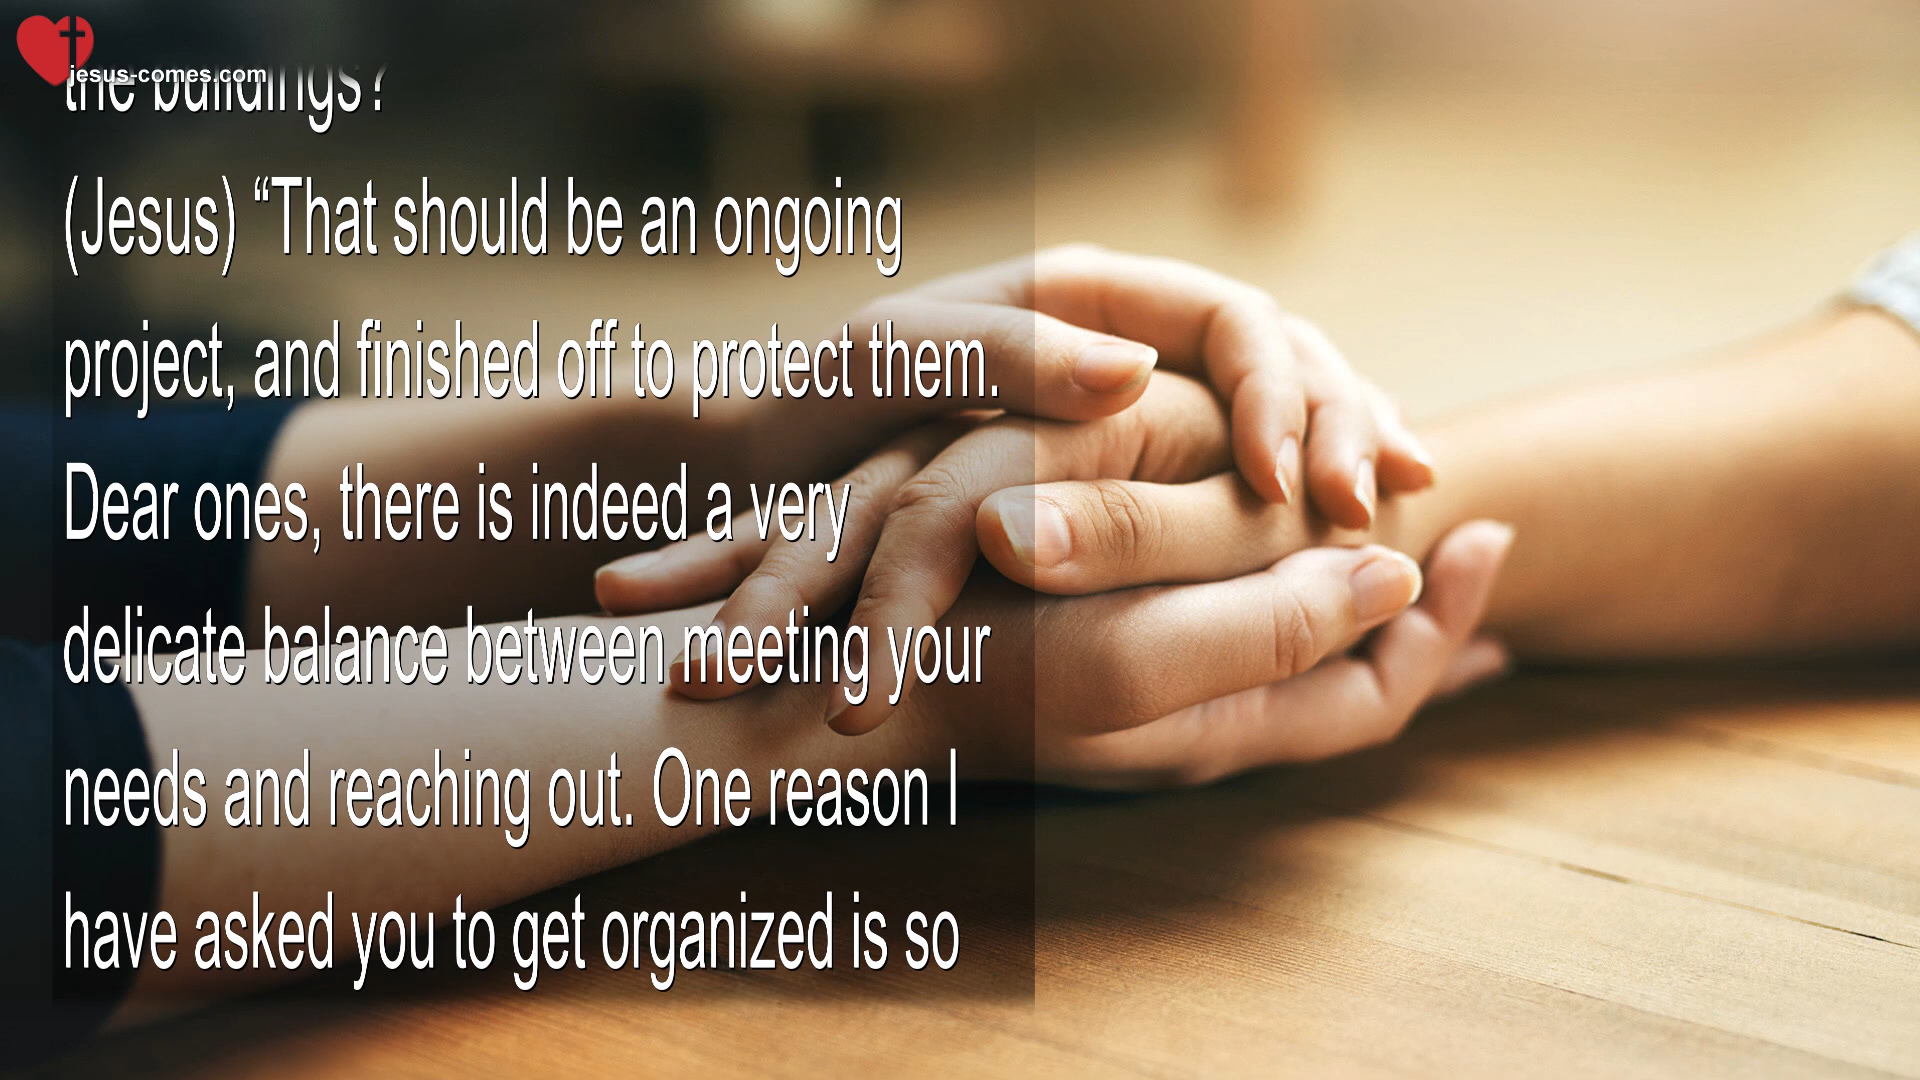 jesus-comes.com
the buildings?
(Jesus) “That should be an ongoing
project, and finished off to protect them.
Dear ones, there is indeed a very
delicate balance between meeting your
needs and reaching out. One reason I
have asked you to get organized is so